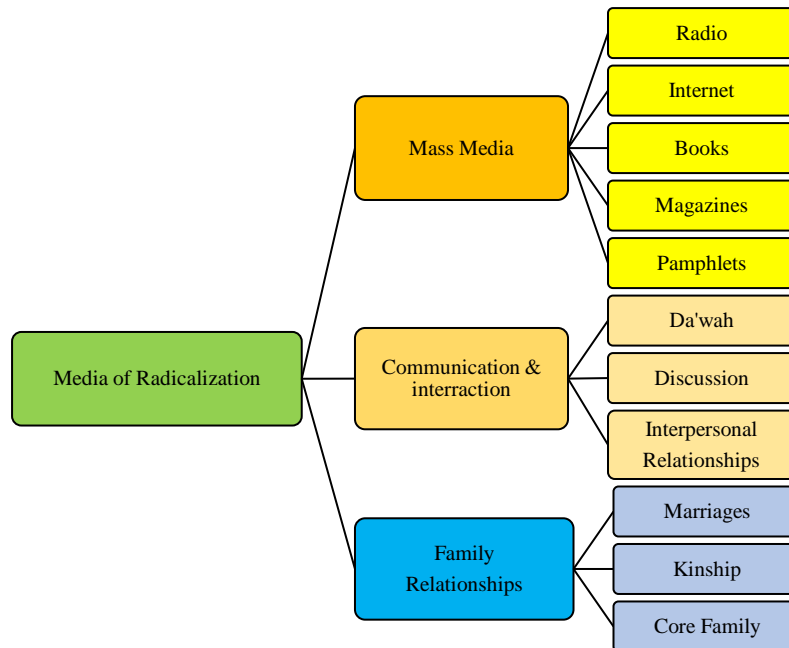 Media of Radicalization
Mass Media
Radio
Internet
Books
Magazines
Pamphlets
Communication &
interraction
Da'wah
Discussion
Interpersonal
Relationships
Family
Relationships
Marriages
Kinship
Core Family